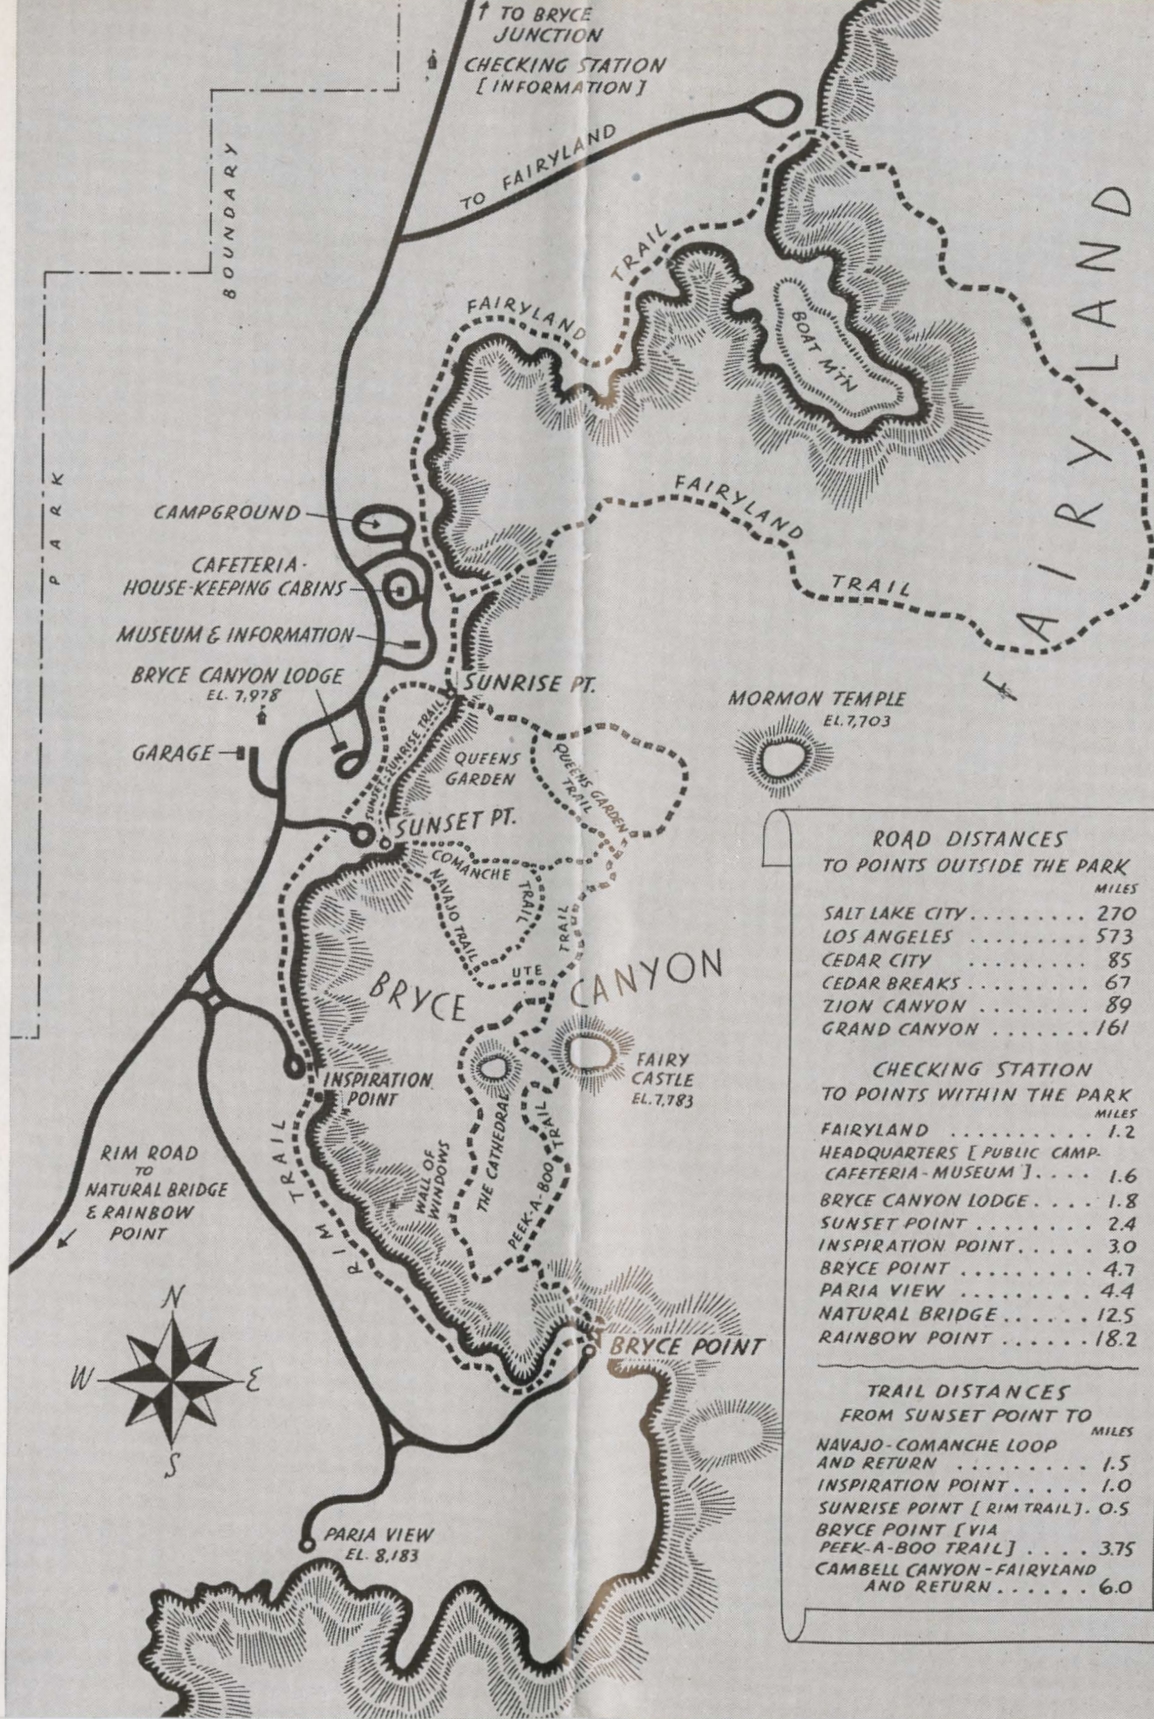 ↑ TO BRYCE
JUNCTION
CHECKING STATION
[INFORMATION]
TO FAIRYLAND
PARK BOUNDARY
FAIRYLAND TRAIL
BOAT MTN
FAIRYLAND
FAIRYLAND TRAIL
CAMPGROUND
CAFETERIA-
HOUSE-KEEPING CABINS
MUSEUM & INFORMATION
BRYCE CANYON LODGE
EL. 7,978
GARAGE
SUNRISE PT.
SUNSET-SUNRISE TRAIL
QUEENS
GARDEN
QUEENS GARDEN
TRAIL
MORMON TEMPLE
EL. 7,703
SUNSET PT.
COMANCHE TRAIL
NAVAJO TRAIL
UTE TRAIL
BRYCE CANYON
FAIRY
CASTLE
EL. 7,783
INSPIRATION
POINT
THE CATHEDRAL
PEEK-A-BOO TRAIL
WALL OF
WINDOWS
RIM TRAIL
RIM ROAD
TO
NATURAL BRIDGE
& RAINBOW
POINT
N
W E
S
BRYCE POINT
PARIA VIEW
EL. 8,183
ROAD DISTANCES
TO POINTS OUTSIDE THE PARK
MILES
SALT LAKE CITY......... 270
LOS ANGELES ......... 573
CEDAR CITY ........ 85
CEDAR BREAKS......... 67
ZION CANYON ........ 89
GRAND CANYON ....... 161
CHECKING STATION
TO POINTS WITHIN THE PARK
MILES
FAIRYLAND .......... 1.2
HEADQUARTERS [PUBLIC CAMP-
CAFETERIA-MUSEUM].... 1.6
BRYCE CANYON LODGE.... 1.8
SUNSET POINT ........ 2.4
INSPIRATION POINT..... 3.0
BRYCE POINT ......... 4.7
PARIA VIEW ......... 4.4
NATURAL BRIDGE....... 12.5
RAINBOW POINT ...... 18.2
TRAIL DISTANCES
FROM SUNSET POINT TO
MILES
NAVAJO-COMANCHE LOOP
AND RETURN ......... 1.5
INSPIRATION POINT..... 1.0
SUNRISE POINT [RIM TRAIL]. 0.5
BRYCE POINT [VIA
PEEK-A-BOO TRAIL] .... 3.75
CAMBELL CANYON-FAIRYLAND
AND RETURN...... 6.0